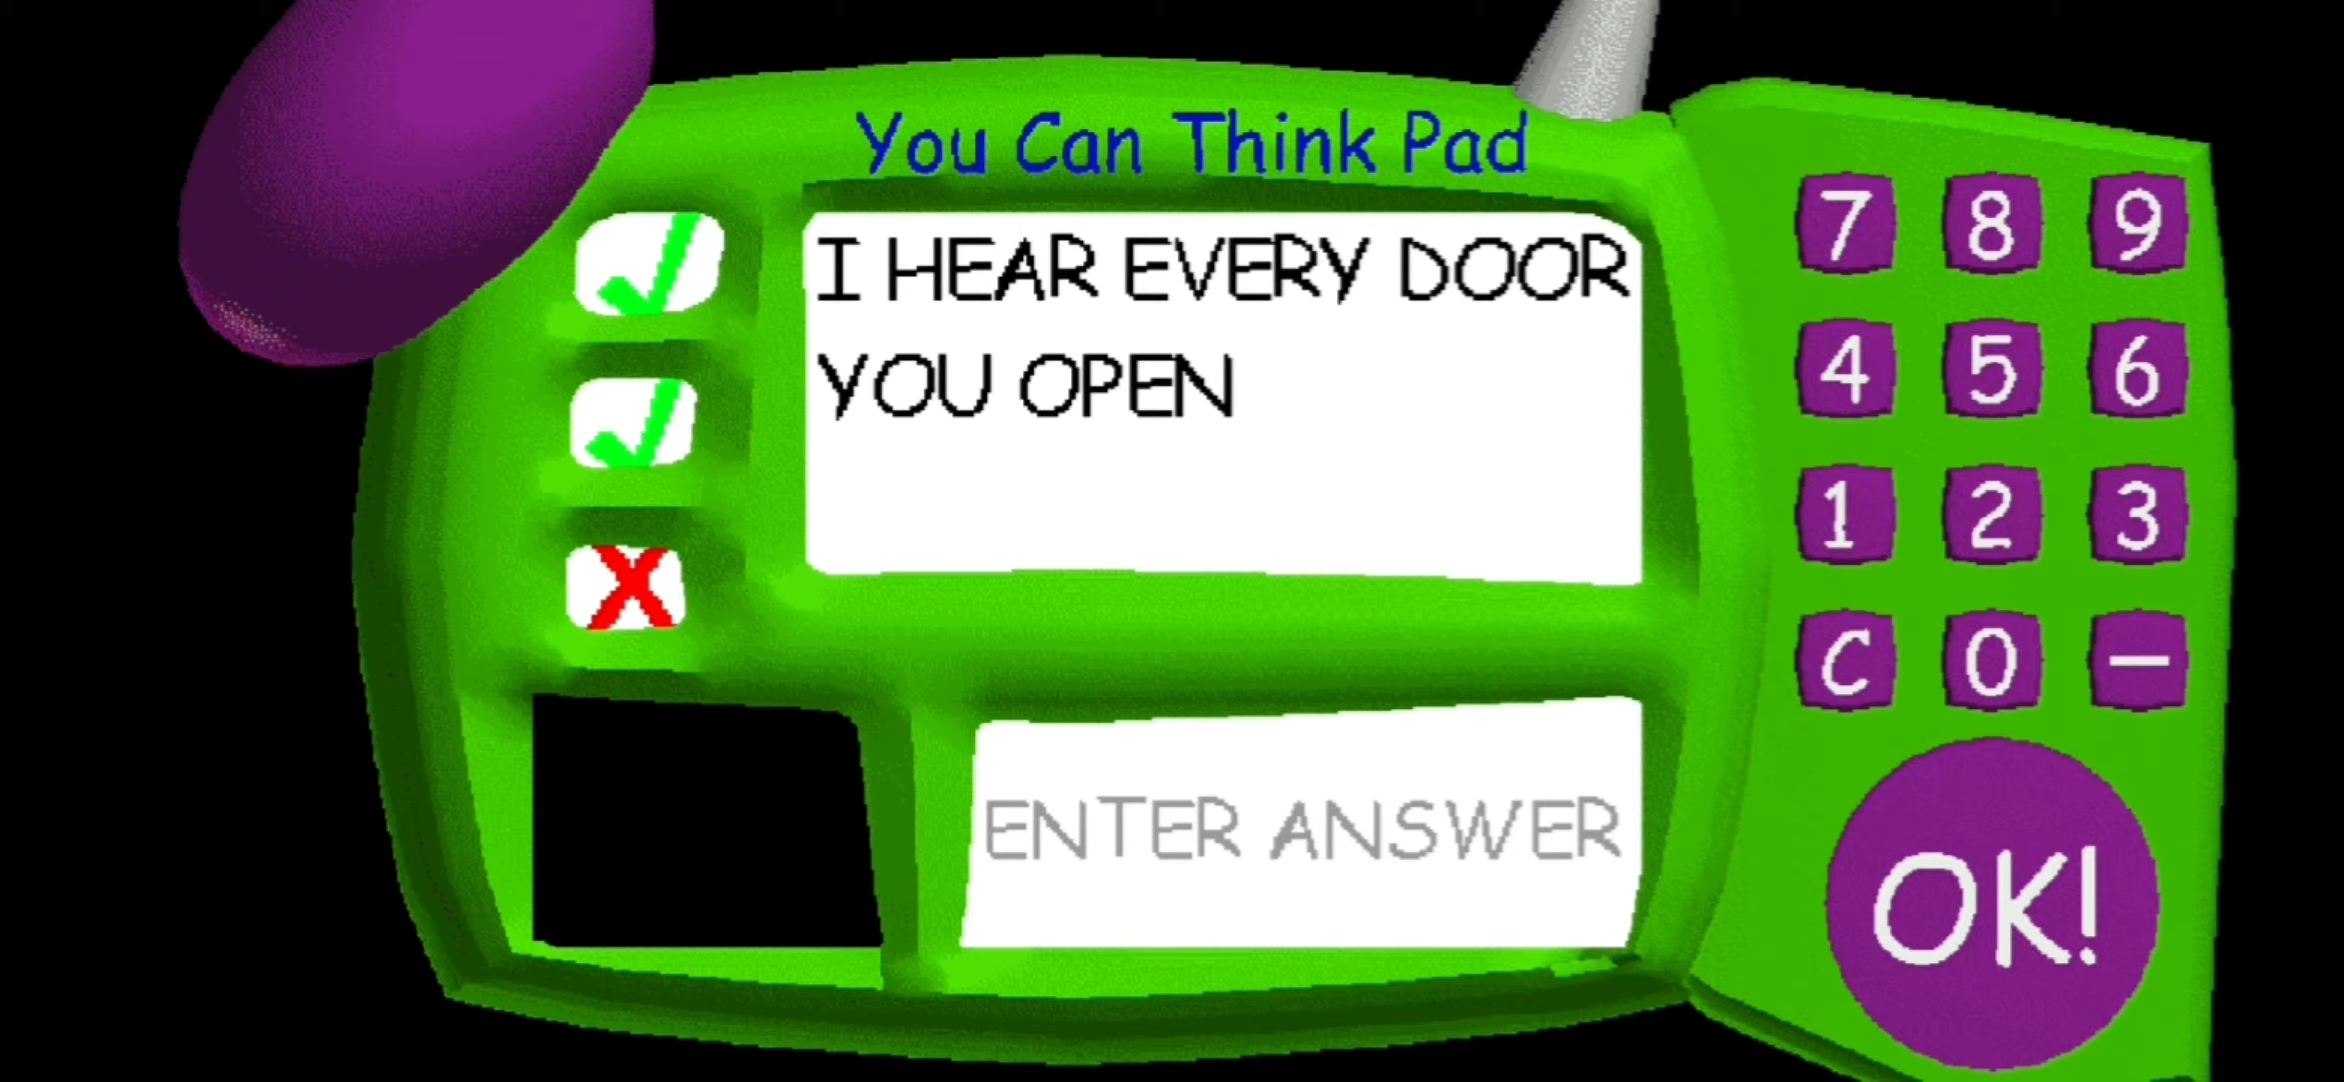 You Can Think Pad
I HEAR EVERY DOOR
YOU OPEN
ENTER ANSWER
7 8 9
4 5 6
1 2 3
C 0 −
OK!